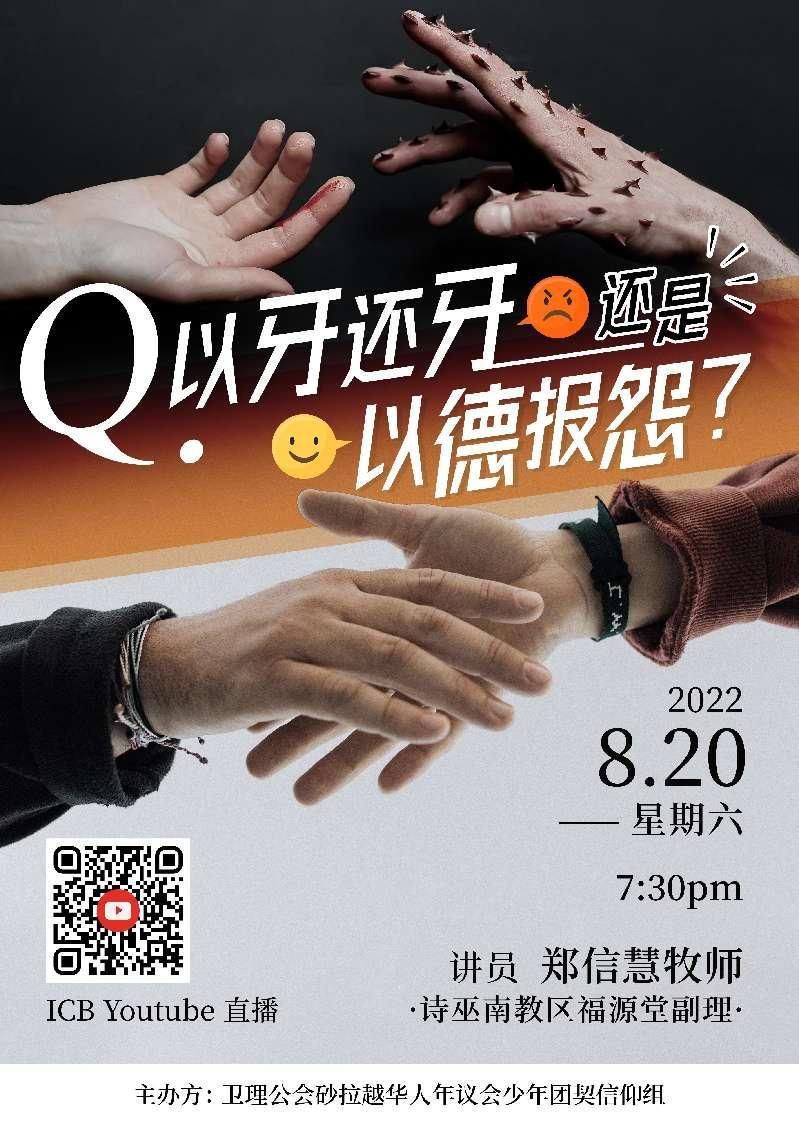 Q.以牙还牙还是
以德报怨？
2022
8.20
—— 星期六
7:30pm
讲员 郑信慧牧师
·诗巫南教区福源堂副理·
ICB Youtube 直播
主办方：卫理公会砂拉越华人年议会少年团契信仰组